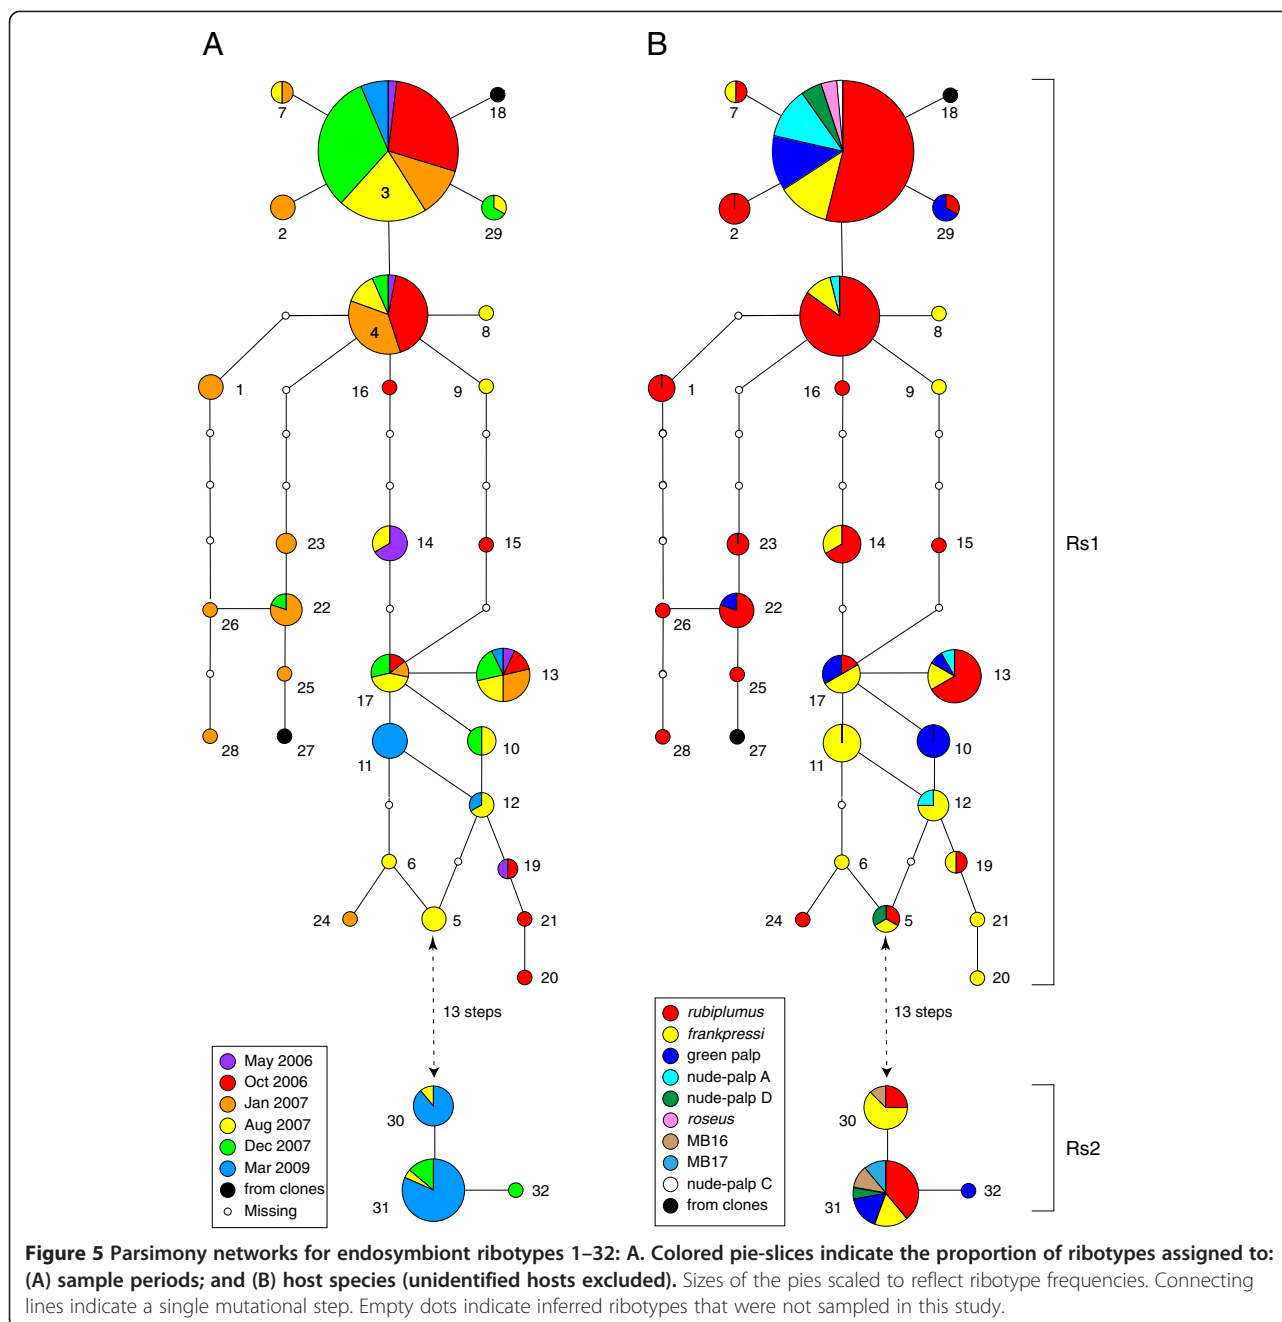 A
B
7
18
3
2
29
7
18
2
29
4
8
1
16
9
8
1
16
9
23
14
15
23
14
15
26
22
26
22
25
17
13
25
17
13
28
27
11
10
28
27
11
10
12
12
6
19
6
19
24
5
21
24
5
21
20
20
Rs1
13 steps
13 steps
May 2006
Oct 2006
Jan 2007
Aug 2007
Dec 2007
Mar 2009
from clones
Missing
rubiplumus
frankpressi
green palp
nude-palp A
nude-palp D
roseus
MB16
MB17
nude-palp C
from clones
30
30
31
32
31
32
Rs2
Figure 5 Parsimony networks for endosymbiont ribotypes 1–32: A. Colored pie-slices indicate the proportion of ribotypes assigned to:
(A) sample periods; and (B) host species (unidentified hosts excluded). Sizes of the pies scaled to reflect ribotype frequencies. Connecting
lines indicate a single mutational step. Empty dots indicate inferred ribotypes that were not sampled in this study.